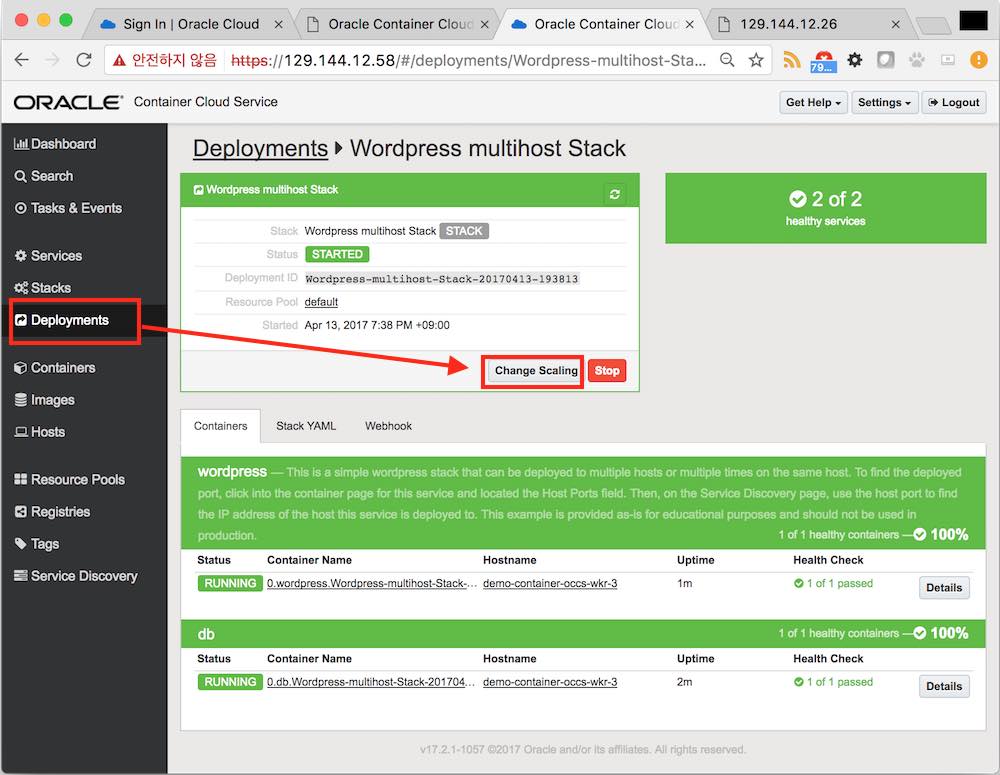 Sign In | Oracle Cloud
Oracle Container Cloud
Oracle Container Cloud
129.144.12.26
안전하지 않음
https://129.144.12.58/#/deployments/Wordpress-multihost-Sta...
79...
ORACLE® Container Cloud Service
Get Help
Settings
Logout
Dashboard
Search
Tasks & Events
Services
Stacks
Deployments
Containers
Images
Hosts
Resource Pools
Registries
Tags
Service Discovery
Deployments Wordpress multihost Stack
Wordpress multihost Stack
Stack Wordpress multihost Stack STACK
Status STARTED
Deployment ID Wordpress-multihost-Stack-20170413-193813
Resource Pool default
Started Apr 13, 2017 7:38 PM +09:00
Change Scaling Stop
2 of 2
healthy services
Containers Stack YAML Webhook
wordpress — This is a simple wordpress stack that can be deployed to multiple hosts or multiple times on the same host. To find the deployed
port, click into the container page for this service and located the Host Ports field. Then, on the Service Discovery page, use the host port to find
the IP address of the host this service is deployed to. This example is provided as-is for educational purposes and should not be used in
production.
1 of 1 healthy containers — 100%
Status Container Name Hostname Uptime Health Check
RUNNING 0.wordpress.Wordpress-multihost-Stack-... demo-container-occs-wkr-3 1m 1 of 1 passed Details
db 1 of 1 healthy containers — 100%
Status Container Name Hostname Uptime Health Check
RUNNING 0.db.Wordpress-multihost-Stack-201704... demo-container-occs-wkr-3 2m 1 of 1 passed Details
v17.2.1-1057 ©2017 Oracle and/or its affiliates. All rights reserved.